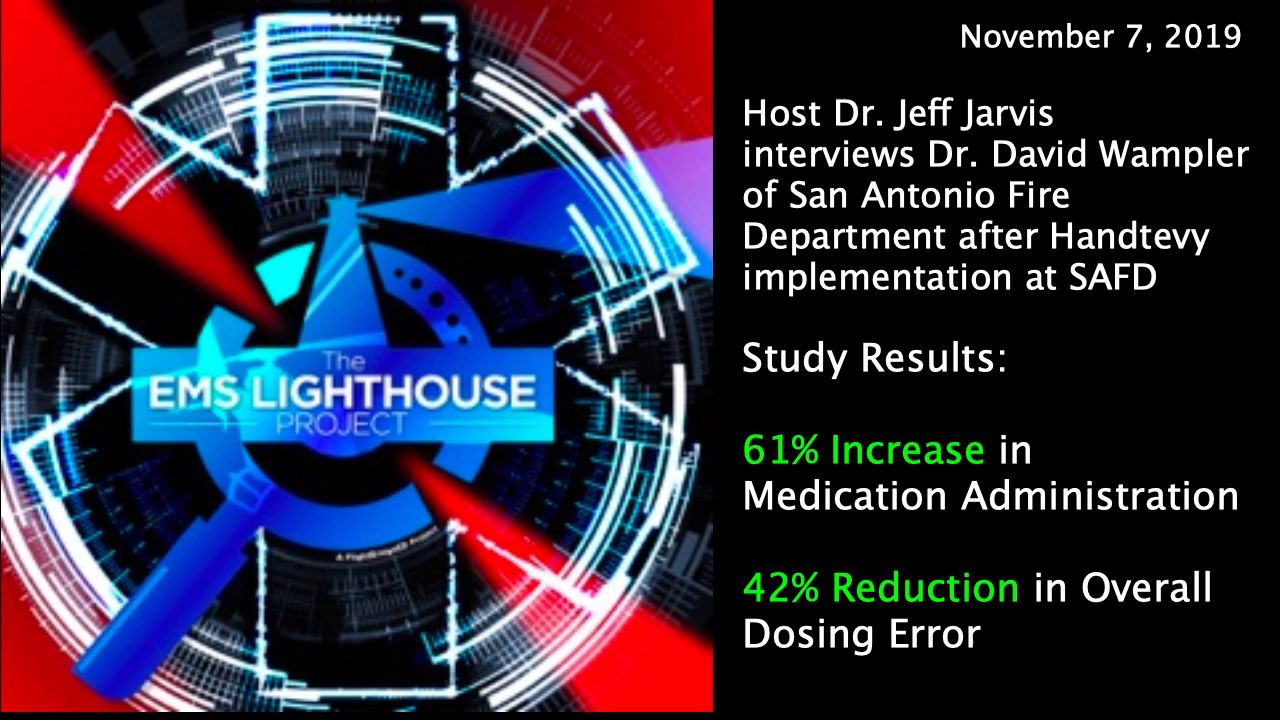 November 7, 2019
Host Dr. Jeff Jarvis
interviews Dr. David Wampler
of San Antonio Fire
Department after Handtevy
implementation at SAFD
Study Results:
61% Increase in
Medication Administration
42% Reduction in Overall
Dosing Error
The
EMS LIGHTHOUSE
PROJECT